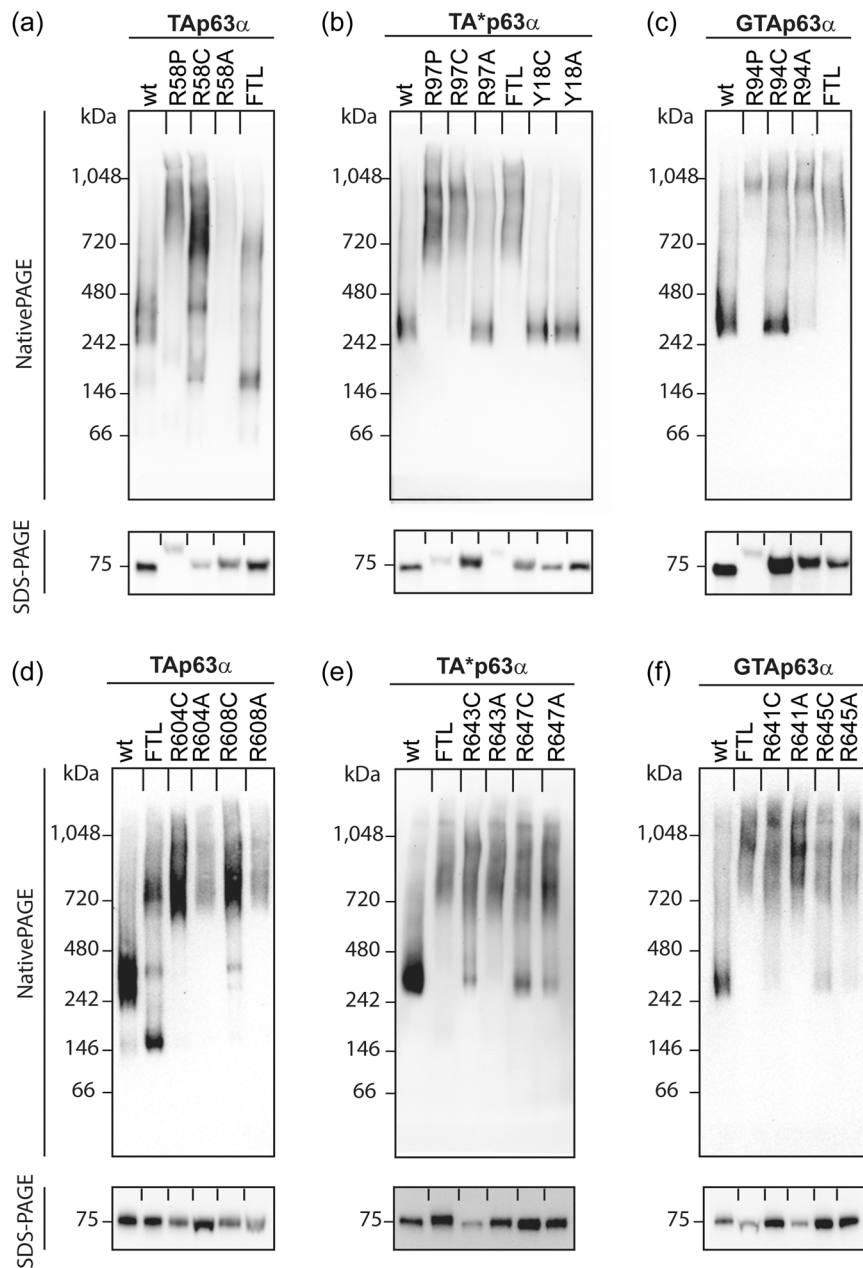 (a)
TAp63α
wt
R58P
R58C
R58A
FTL
kDa
1,048
720
480
242
146
66
NativePAGE
75
SDS-PAGE
(b)
TA*p63α
wt
R97P
R97C
R97A
FTL
Y18C
Y18A
kDa
1,048
720
480
242
146
66
75
(c)
GTAp63α
wt
R94P
R94C
R94A
FTL
kDa
1,048
720
480
242
146
66
75
(d)
TAp63α
wt
FTL
R604C
R604A
R608C
R608A
kDa
1,048
720
480
242
146
66
NativePAGE
75
SDS-PAGE
(e)
TA*p63α
wt
FTL
R643C
R643A
R647C
R647A
kDa
1,048
720
480
242
146
66
75
(f)
GTAp63α
wt
FTL
R641C
R641A
R645C
R645A
kDa
1,048
720
480
242
146
66
75